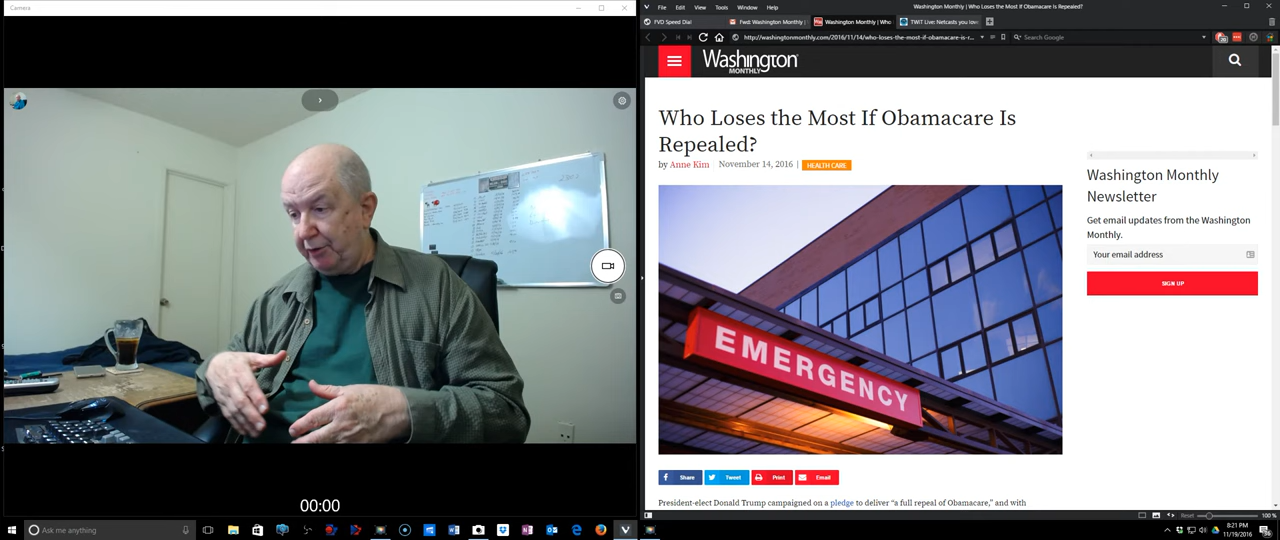 Camera
00:00
Washington Monthly | Who Loses the Most If Obamacare Is Repealed?
File Edit View Tools Window Help
FVD Speed Dial
Fwd: Washington Monthly |
Washington Monthly | Who
TWiT Live: Netcasts you lov
http://washingtonmonthly.com/2016/11/14/who-loses-the-most-if-obamacare-is-r...
Search Google
Washington
MONTHLY
Who Loses the Most If Obamacare Is
Repealed?
by Anne Kim November 14, 2016 | HEALTH CARE
EMERGENCY
Share Tweet Print Email
President-elect Donald Trump campaigned on a pledge to deliver “a full repeal of Obamacare,” and with
Washington Monthly
Newsletter
Get email updates from the Washington
Monthly.
Your email address
SIGN UP
Reset
100 %
Ask me anything
8:21 PM
11/19/2016